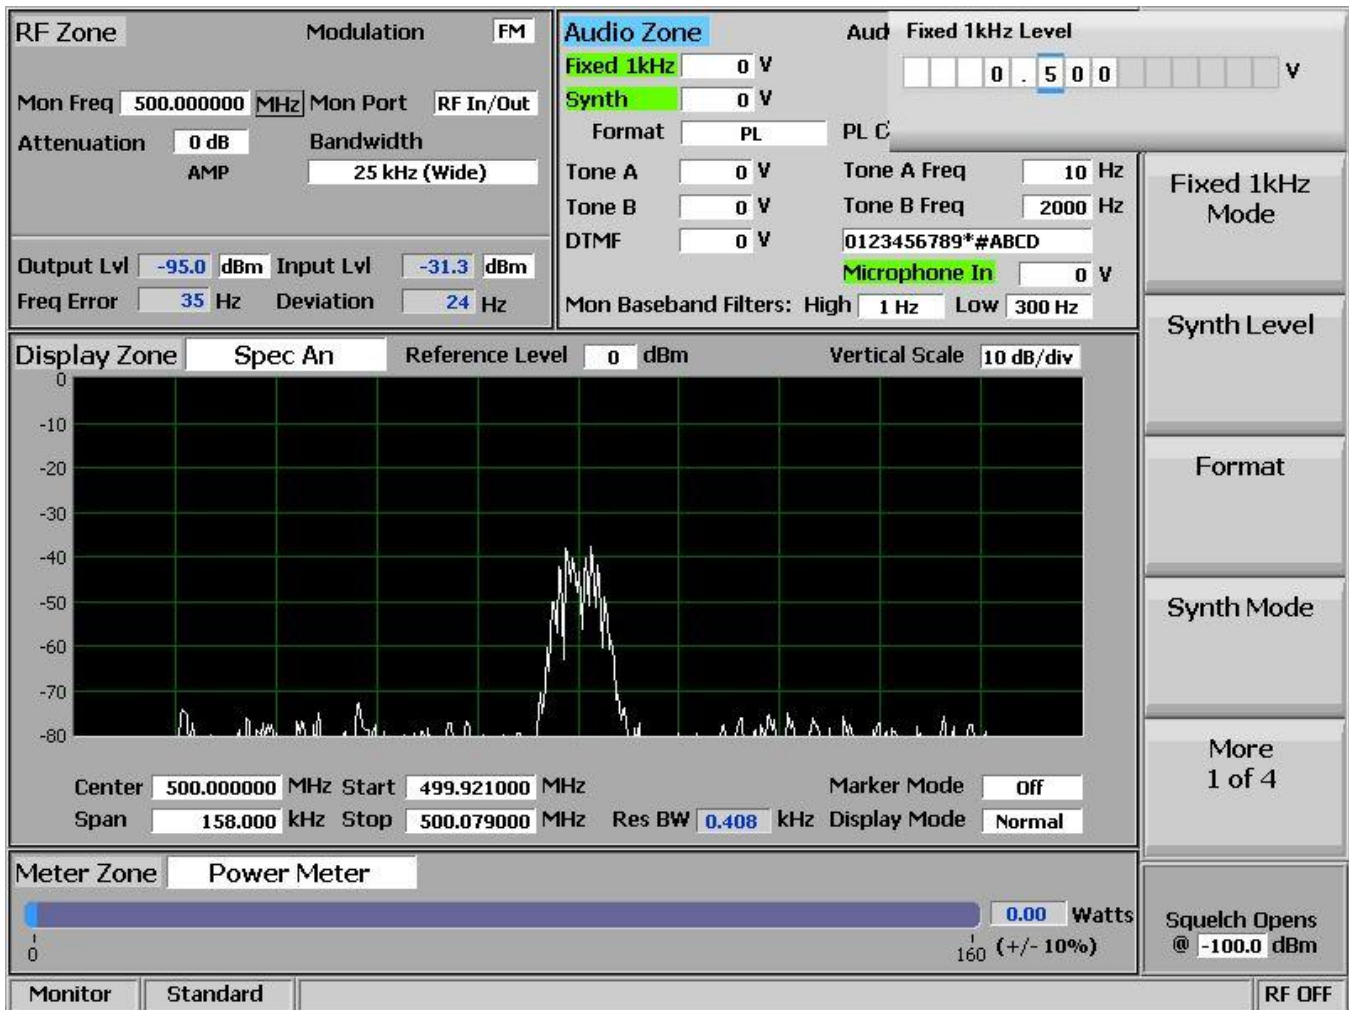 RF Zone Modulation FM
Mon Freq 500.000000 MHz Mon Port RF In/Out
Attenuation 0 dB Bandwidth
AMP 25 kHz (Wide)
Output Lvl -95.0 dBm Input Lvl -31.3 dBm
Freq Error 35 Hz Deviation 24 Hz
Audio Zone Aud
Fixed 1kHz 0 V
Synth 0 V
Format PL PL C
Tone A 0 V Tone A Freq 10 Hz
Tone B 0 V Tone B Freq 2000 Hz
DTMF 0 V 0123456789*#ABCD
Microphone In 0 V
Mon Baseband Filters: High 1 Hz Low 300 Hz
Fixed 1kHz Level
0.500 V
Fixed 1kHz
Mode
Synth Level
Format
Synth Mode
More
1 of 4
Display Zone Spec An Reference Level 0 dBm Vertical Scale 10 dB/div
0
-10
-20
-30
-40
-50
-60
-70
-80
Center 500.000000 MHz Start 499.921000 MHz Marker Mode Off
Span 158.000 kHz Stop 500.079000 MHz Res BW 0.408 kHz Display Mode Normal
Meter Zone Power Meter
0.00 Watts
0 160 (+/- 10%)
Squelch Opens
@ -100.0 dBm
Monitor Standard RF OFF